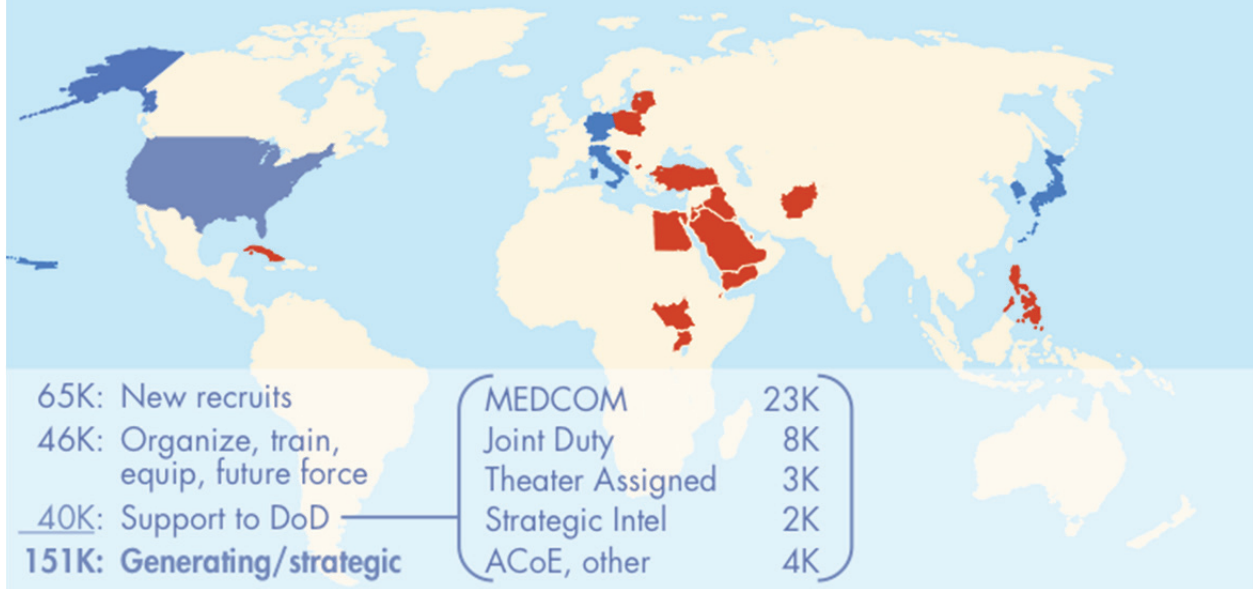 65K: New recruits
46K: Organize, train,
equip, future force
40K: Support to DoD
151K: Generating/strategic
MEDCOM 23K
Joint Duty 8K
Theater Assigned 3K
Strategic Intel 2K
ACoE, other 4K